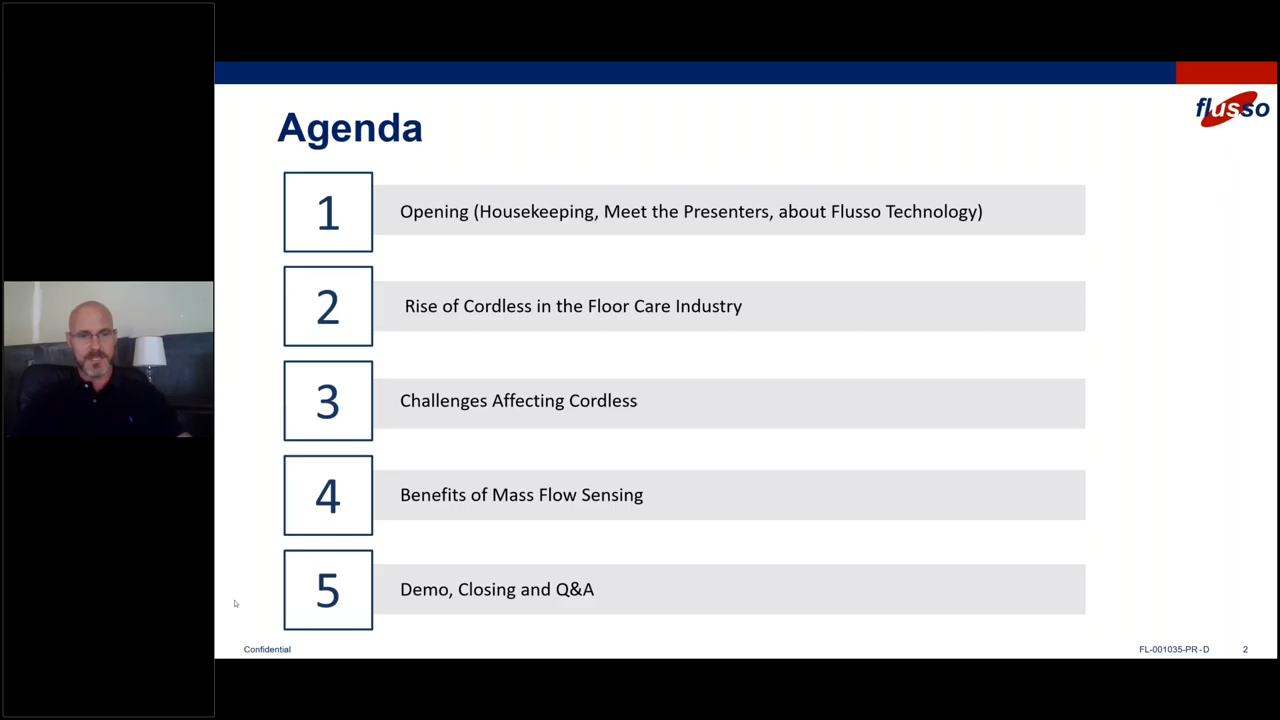 flusso
Agenda
1
Opening (Housekeeping, Meet the Presenters, about Flusso Technology)
2
Rise of Cordless in the Floor Care Industry
3
Challenges Affecting Cordless
4
Benefits of Mass Flow Sensing
5
Demo, Closing and Q&A
Confidential
FL-001035-PR-D
2